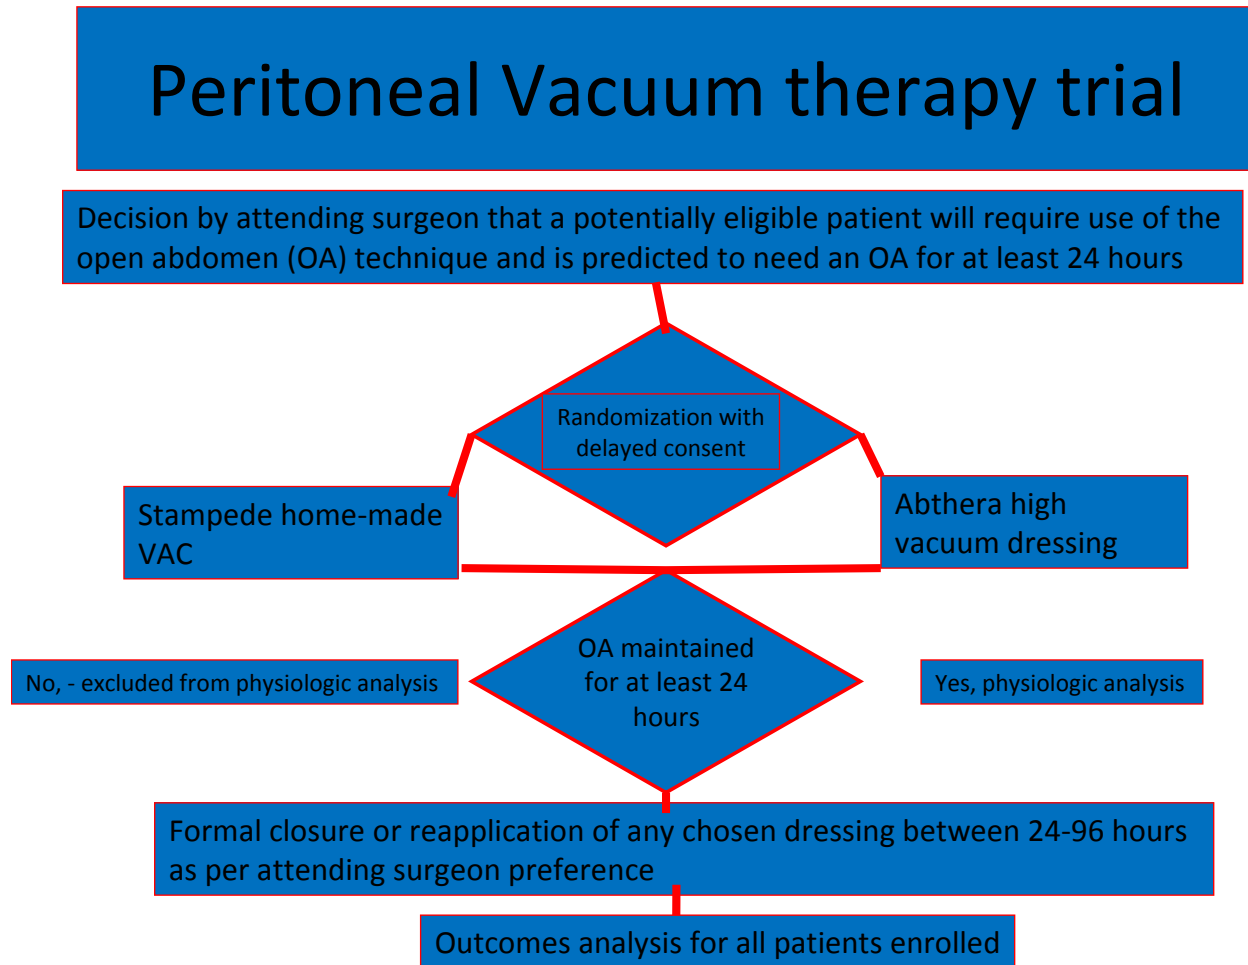 Peritoneal Vacuum therapy trial
Decision by attending surgeon that a potentially eligible patient will require use of the
open abdomen (OA) technique and is predicted to need an OA for at least 24 hours
Randomization with
delayed consent
Stampede home-made
VAC
Abthera high
vacuum dressing
OA maintained
for at least 24
hours
No, - excluded from physiologic analysis
Yes, physiologic analysis
Formal closure or reapplication of any chosen dressing between 24-96 hours
as per attending surgeon preference
Outcomes analysis for all patients enrolled